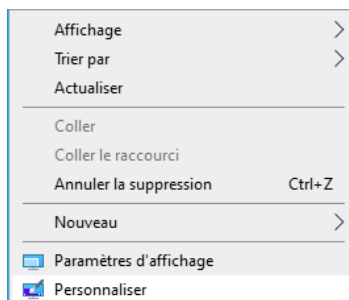 Affichage
Trier par
Actualiser
Coller
Coller le raccourci
Annuler la suppression Ctrl+Z
Nouveau
Paramètres d'affichage
Personnaliser